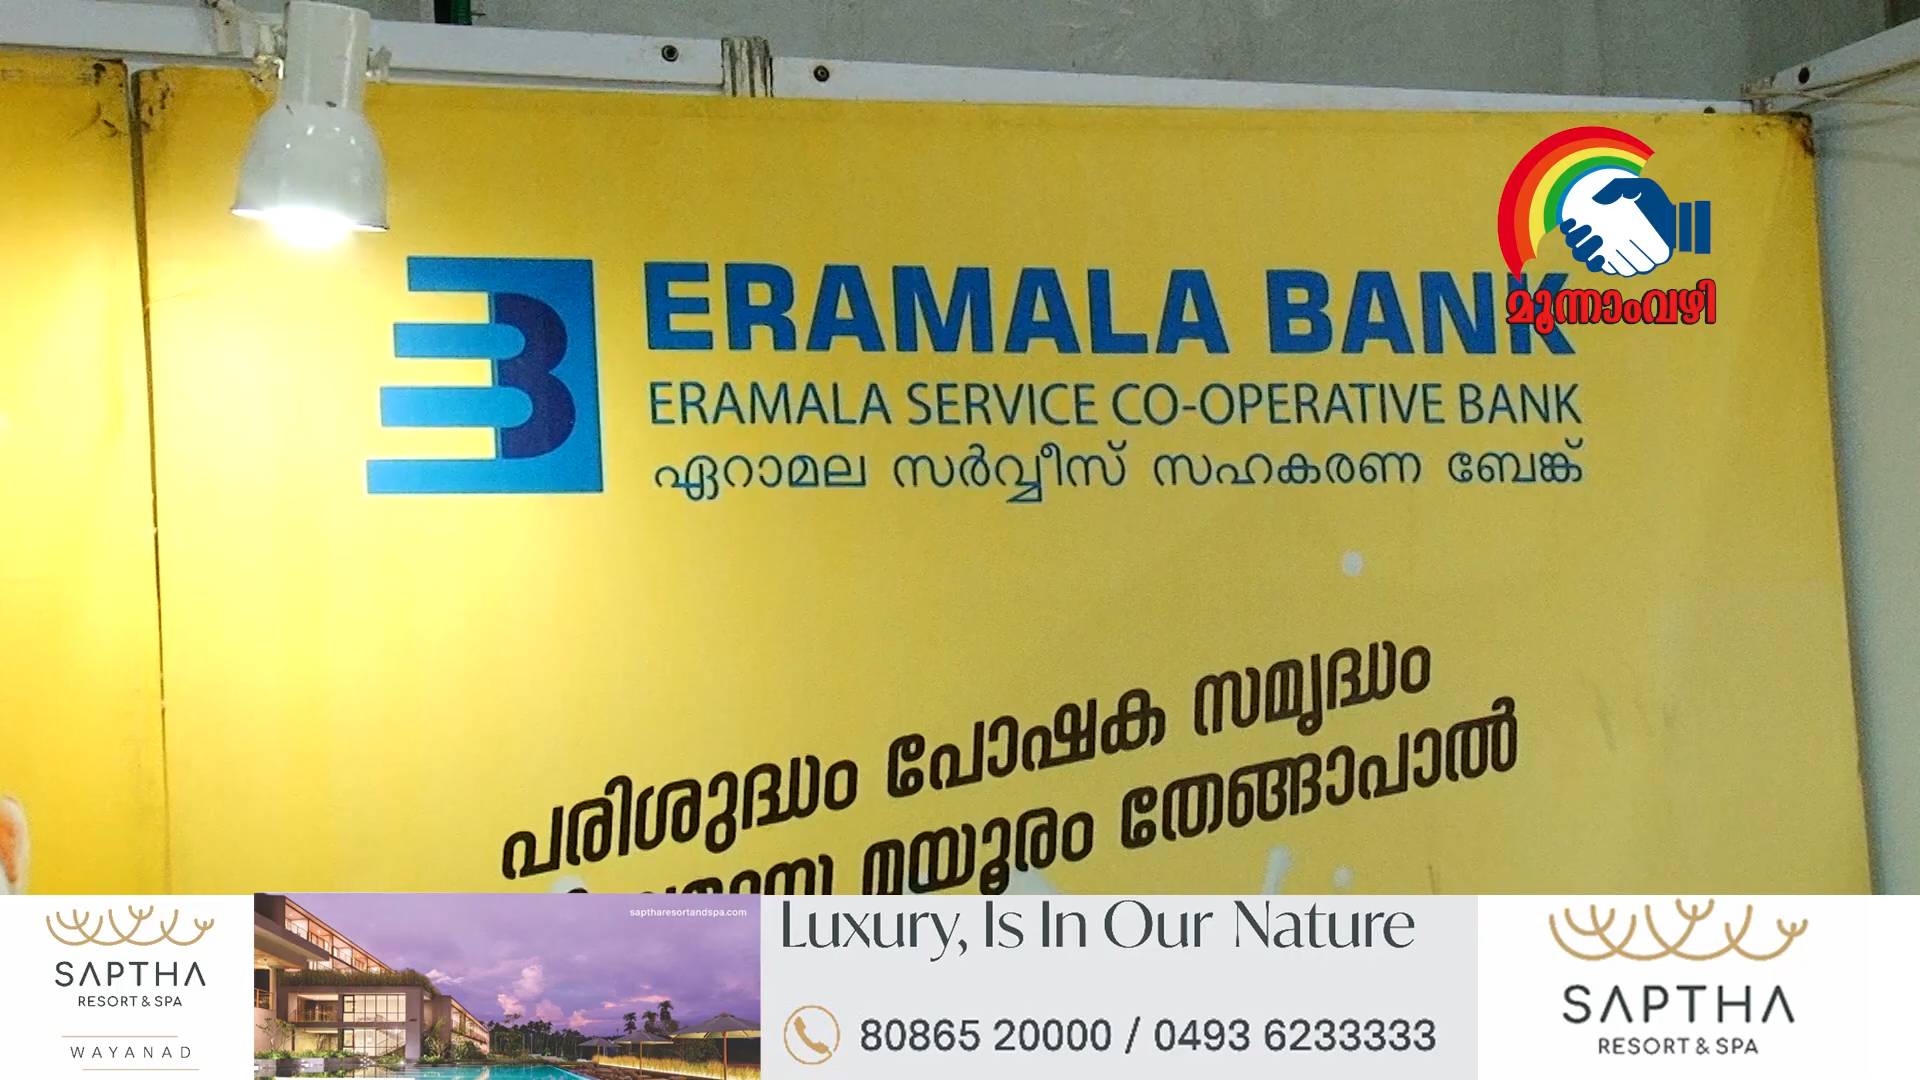 ERAMALA BANK
മൂന്നാംവഴി
ERAMALA SERVICE CO-OPERATIVE BANK
ഏറാമല സർവ്വീസ് സഹകരണ ബേങ്ക്
പരിശുദ്ധം പോഷക സമൃദ്ധം
മയൂരം തേങ്ങാപാൽ
SAPTHA
RESORT & SPA
WAYANAD
saptharesortandspa.com
Luxury, Is In Our Nature
80865 20000 / 0493 6233333
SAPTHA
RESORT & SPA